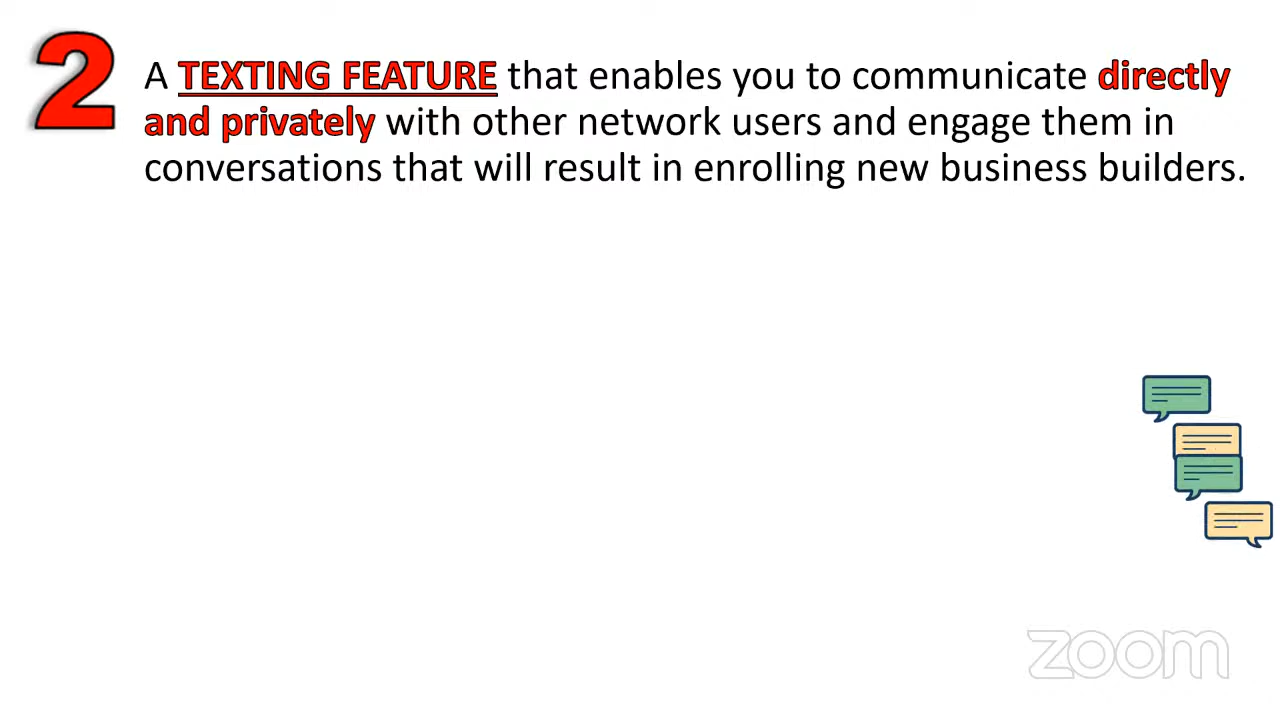 2
A TEXTING FEATURE that enables you to communicate directly
and privately with other network users and engage them in
conversations that will result in enrolling new business builders.
zoom